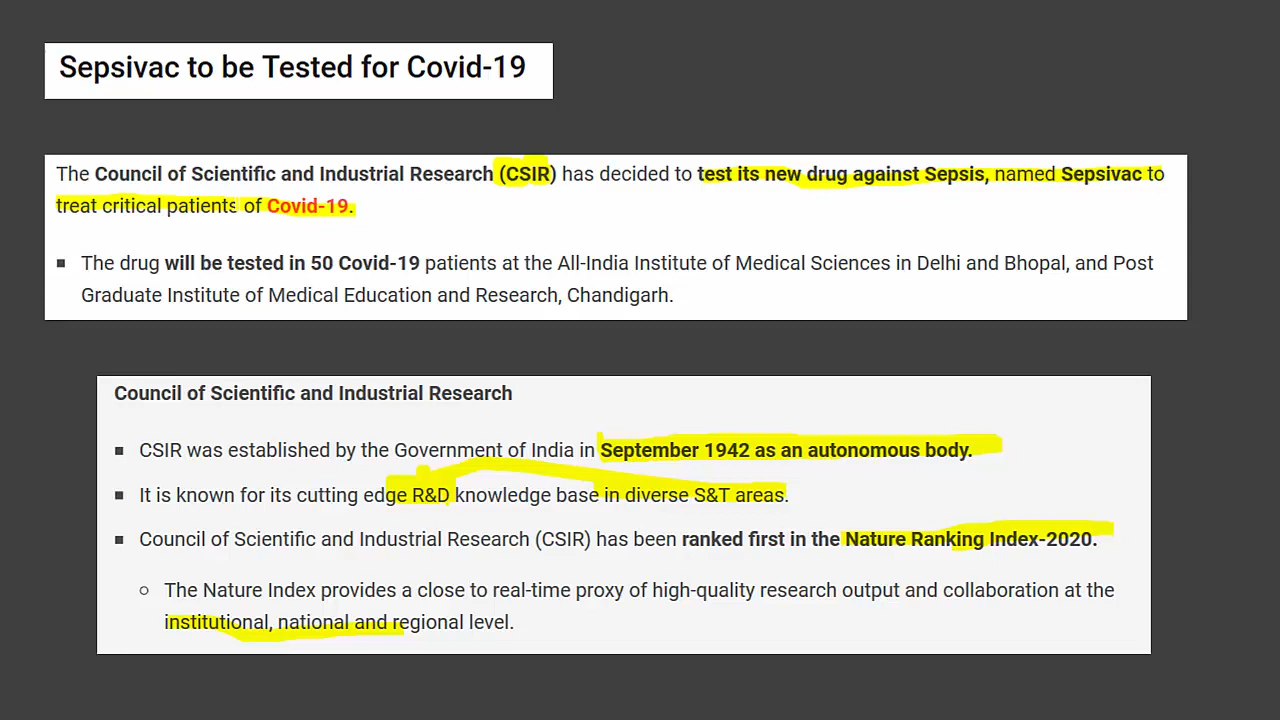 Sepsivac to be Tested for Covid-19
The Council of Scientific and Industrial Research (CSIR) has decided to test its new drug against Sepsis, named Sepsivac to
treat critical patients of Covid-19.
▪ The drug will be tested in 50 Covid-19 patients at the All-India Institute of Medical Sciences in Delhi and Bhopal, and Post
Graduate Institute of Medical Education and Research, Chandigarh.
Council of Scientific and Industrial Research
▪ CSIR was established by the Government of India in September 1942 as an autonomous body.
▪ It is known for its cutting edge R&D knowledge base in diverse S&T areas.
▪ Council of Scientific and Industrial Research (CSIR) has been ranked first in the Nature Ranking Index-2020.
○ The Nature Index provides a close to real-time proxy of high-quality research output and collaboration at the
institutional, national and regional level.